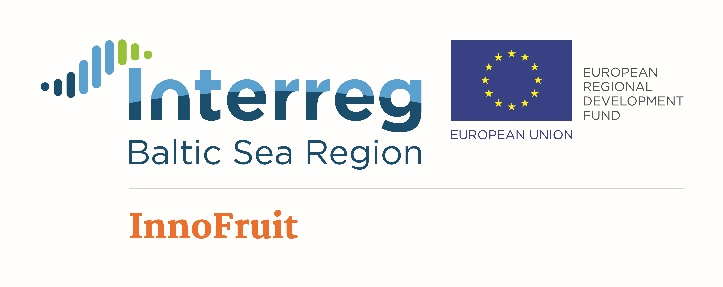 Interreg
Baltic Sea Region
EUROPEAN UNION
EUROPEAN
REGIONAL
DEVELOPMENT
FUND
InnoFruit